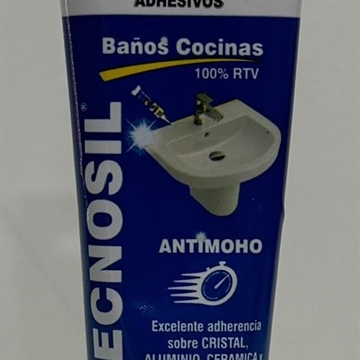 ADHESIVOS
Baños Cocinas
100% RTV
ECNOSIL
ANTIMOHO
Excelente adherencia
sobre CRISTAL,
ALUMINIO, CERAMICA y